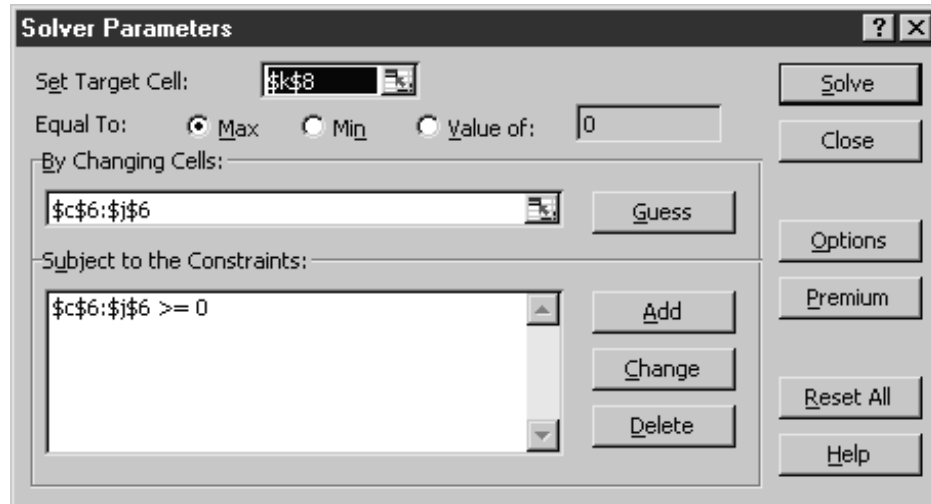 Solver Parameters
? X
Set Target Cell: $k$8 Solve
Equal To: Max Min Value of: 0
Close
By Changing Cells:
$c$6:$j$6 Guess
Options
Subject to the Constraints:
$c$6:$j$6 >= 0 Add
Premium
Change
Reset All
Delete
Help